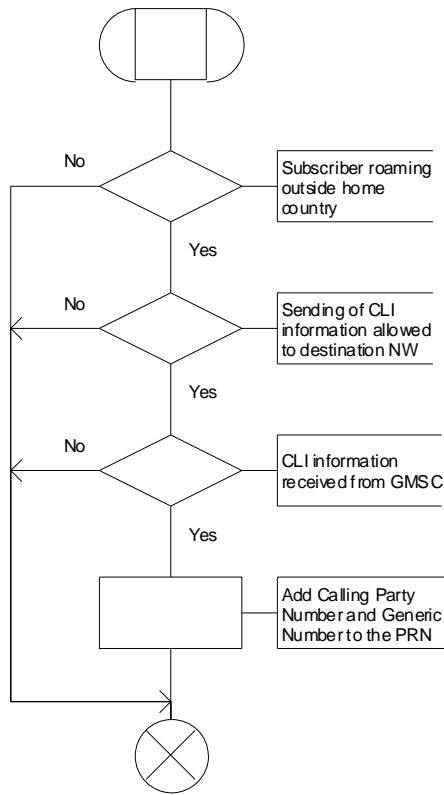 No
Subscriber roaming
outside home
country
Yes
No
Sending of CLI
information allowed
to destination NW
Yes
No
CLI information
received from GMSC
Yes
Add Calling Party
Number and Generic
Number to the PRN